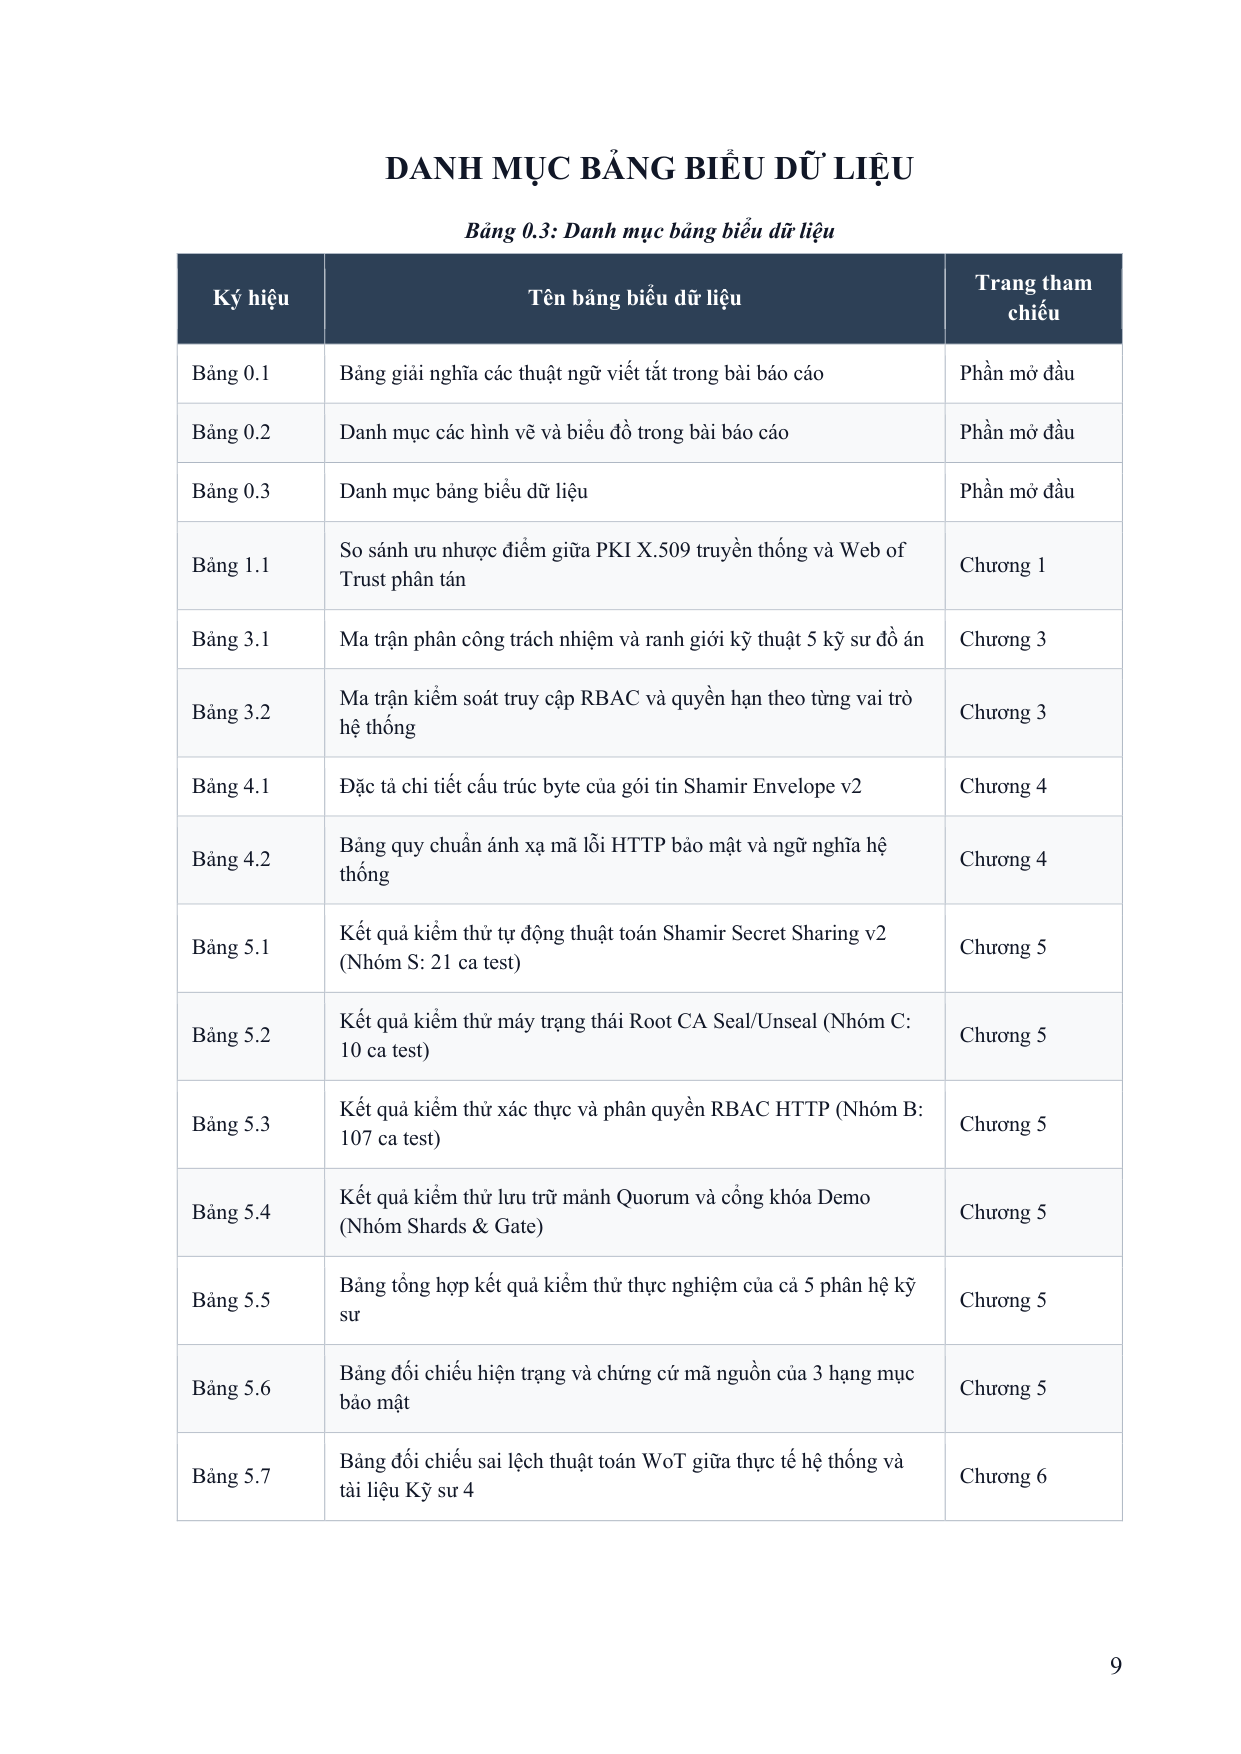 DANH MỤC BẢNG BIỂU DỮ LIỆU
Bảng 0.3: Danh mục bảng biểu dữ liệu
Ký hiệu
Tên bảng biểu dữ liệu
Trang tham
chiếu
Bảng 0.1
Bảng giải nghĩa các thuật ngữ viết tắt trong bài báo cáo
Phần mở đầu
Bảng 0.2
Danh mục các hình vẽ và biểu đồ trong bài báo cáo
Phần mở đầu
Bảng 0.3
Danh mục bảng biểu dữ liệu
Phần mở đầu
Bảng 1.1
So sánh ưu nhược điểm giữa PKI X.509 truyền thống và Web of
Trust phân tán
Chương 1
Bảng 3.1
Ma trận phân công trách nhiệm và ranh giới kỹ thuật 5 kỹ sư đồ án
Chương 3
Bảng 3.2
Ma trận kiểm soát truy cập RBAC và quyền hạn theo từng vai trò
hệ thống
Chương 3
Bảng 4.1
Đặc tả chi tiết cấu trúc byte của gói tin Shamir Envelope v2
Chương 4
Bảng 4.2
Bảng quy chuẩn ánh xạ mã lỗi HTTP bảo mật và ngữ nghĩa hệ
thống
Chương 4
Bảng 5.1
Kết quả kiểm thử tự động thuật toán Shamir Secret Sharing v2
(Nhóm S: 21 ca test)
Chương 5
Bảng 5.2
Kết quả kiểm thử máy trạng thái Root CA Seal/Unseal (Nhóm C:
10 ca test)
Chương 5
Bảng 5.3
Kết quả kiểm thử xác thực và phân quyền RBAC HTTP (Nhóm B:
107 ca test)
Chương 5
Bảng 5.4
Kết quả kiểm thử lưu trữ mảnh Quorum và cổng khóa Demo
(Nhóm Shards & Gate)
Chương 5
Bảng 5.5
Bảng tổng hợp kết quả kiểm thử thực nghiệm của cả 5 phân hệ kỹ
sư
Chương 5
Bảng 5.6
Bảng đối chiếu hiện trạng và chứng cứ mã nguồn của 3 hạng mục
bảo mật
Chương 5
Bảng 5.7
Bảng đối chiếu sai lệch thuật toán WoT giữa thực tế hệ thống và
tài liệu Kỹ sư 4
Chương 6
9